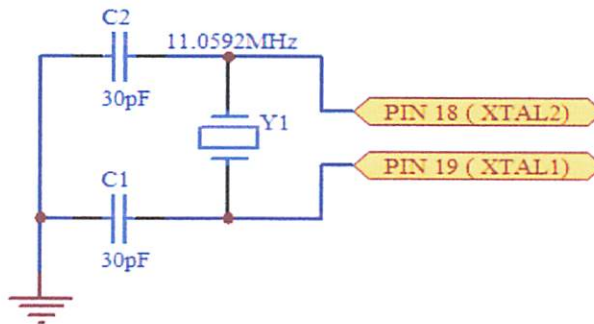 C2
11.0592MHz
30pF
Y1
PIN 18 ( XTAL2)
PIN 19 ( XTAL1)
C1
30pF